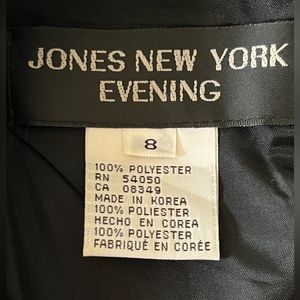 JONES NEW YORK
EVENING
8
100% POLYESTER
RN 54050
CA 08349
MADE IN KOREA
100% POLIESTER
HECHO EN COREA
100% POLYESTER
FABRIQUÉ EN CORÉE